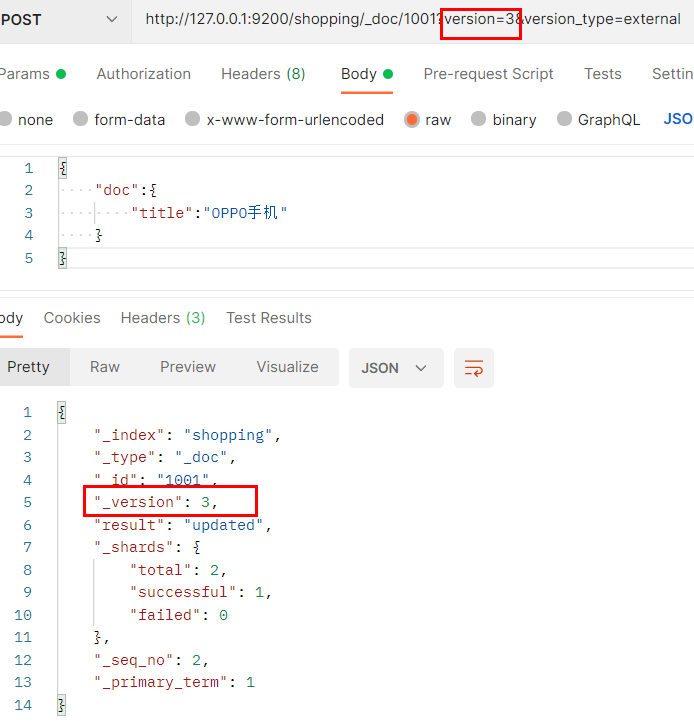 POST http://127.0.0.1:9200/shopping/_doc/1001?version=3&version_type=external
Params Authorization Headers (8) Body Pre-request Script Tests Settin
none form-data x-www-form-urlencoded raw binary GraphQL JSO
1 {
2 "doc":{
3 "title":"OPPO手机"
4 }
5 }
ody Cookies Headers (3) Test Results
Pretty Raw Preview Visualize JSON
1 {
2 "_index": "shopping",
3 "_type": "_doc",
4 "_id": "1001",
5 "_version": 3,
6 "result": "updated",
7 "_shards": {
8 "total": 2,
9 "successful": 1,
10 "failed": 0
11 },
12 "_seq_no": 2,
13 "_primary_term": 1
14 }